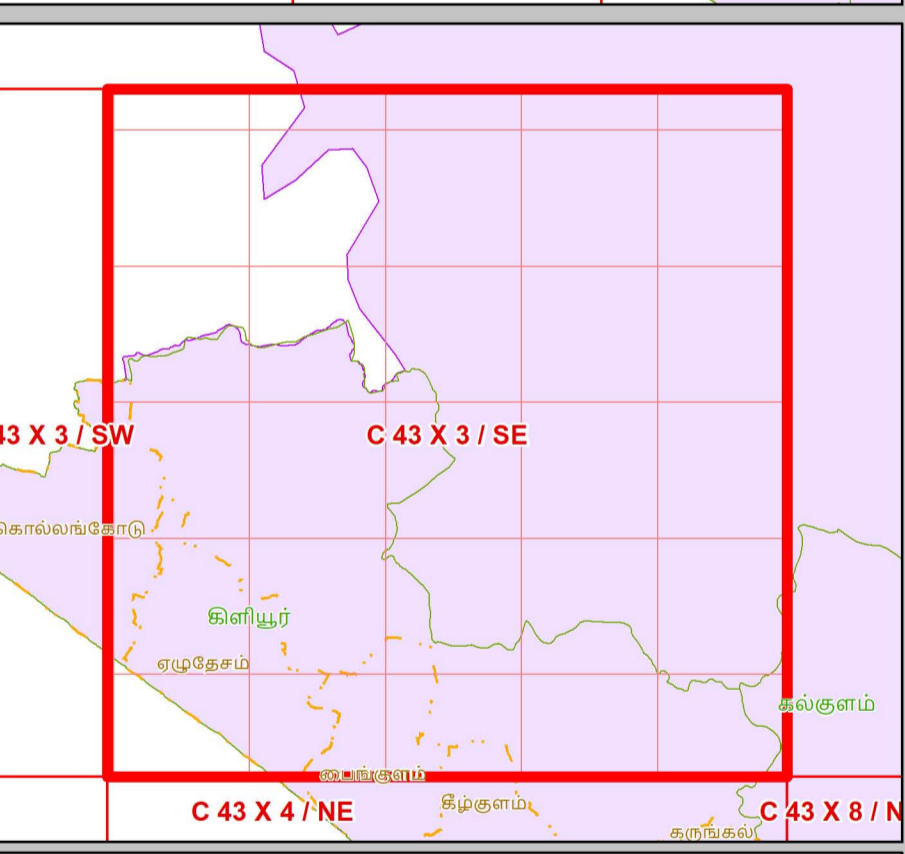 43 X 3 / SW
C 43 X 3 / SE
கொல்லங்கோடு
கிளியூர்
ஏழுதேசம்
கல்குளம்
பைங்குளம்
கீழ்குளம்
C 43 X 4 / NE
C 43 X 8 / N
கருங்கல்